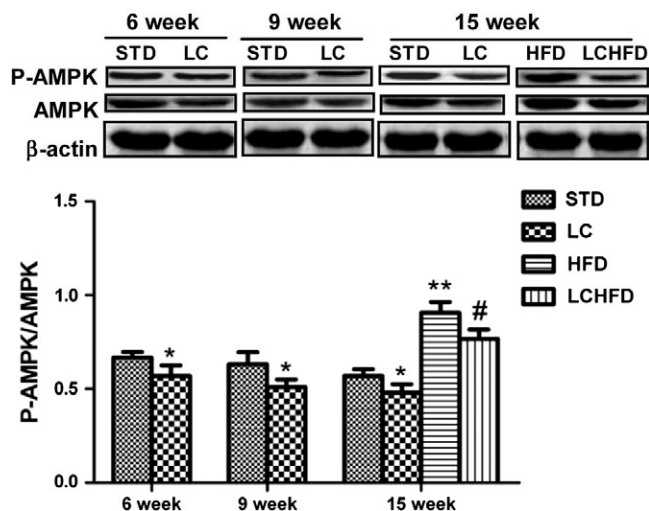 6 week 9 week 15 week
STD LC STD LC STD LC HFD LCHFD
P-AMPK
AMPK
β-actin
1.5
1.0
0.5
0.0
P-AMPK/AMPK
STD
LC
HFD
LCHFD
* * * ** #
6 week 9 week 15 week